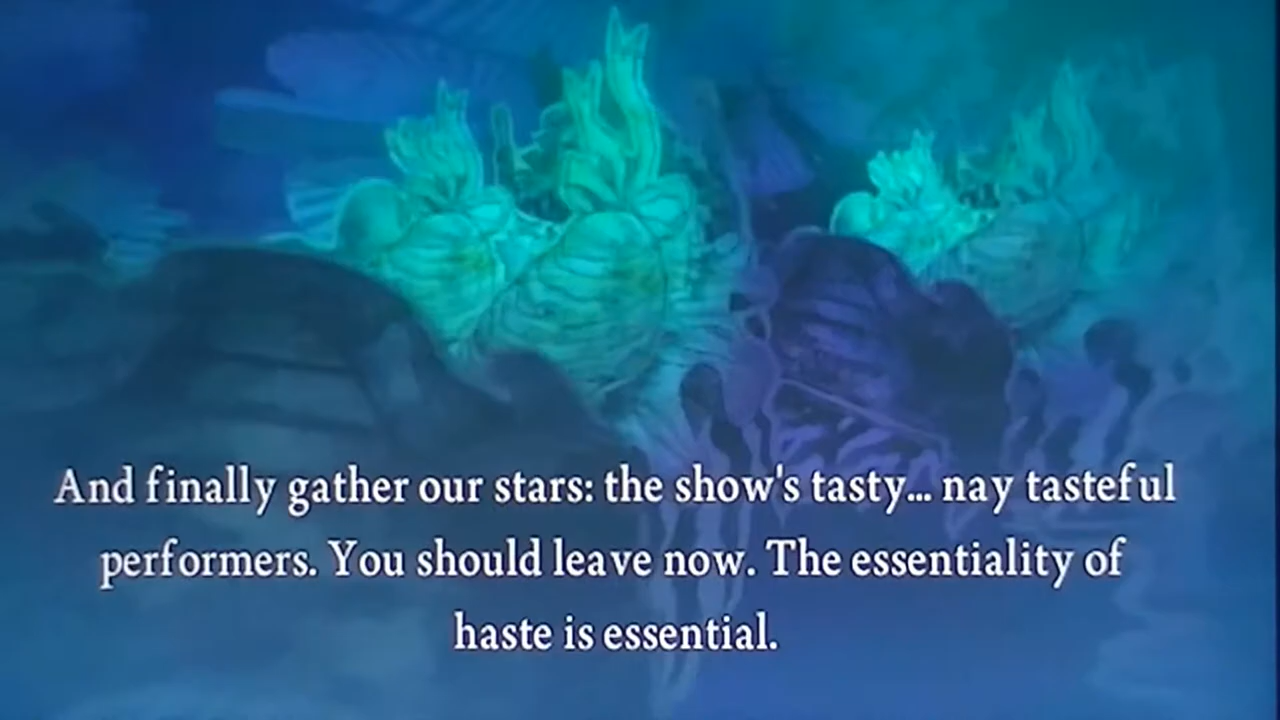 And finally gather our stars: the show's tasty... nay tasteful
performers. You should leave now. The essentiality of
haste is essential.